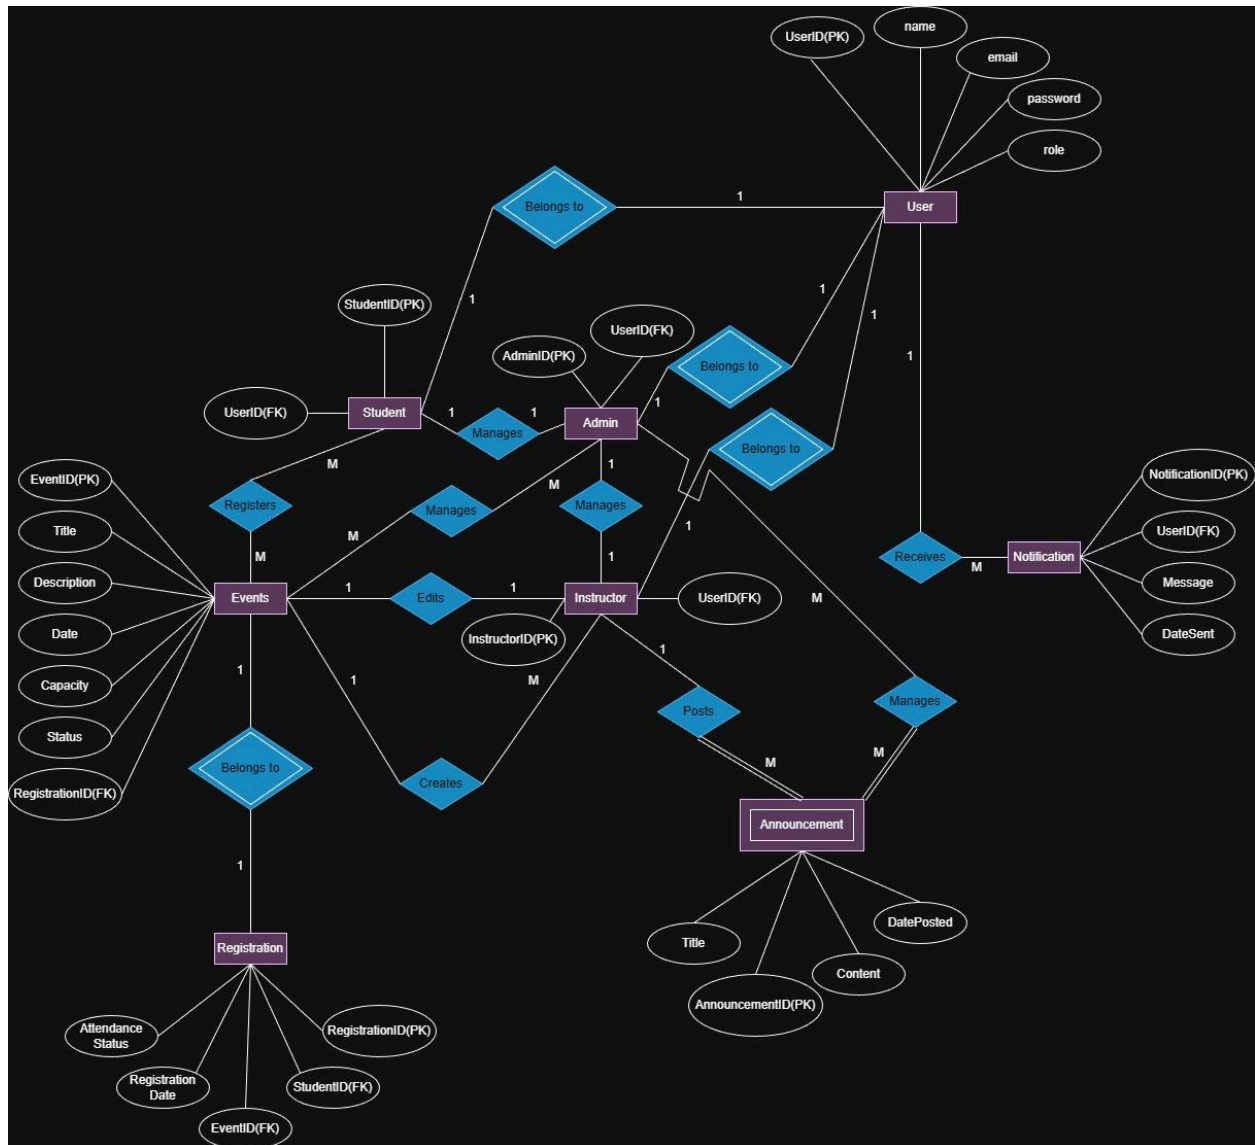 name
UserID(PK)
email
password
role
Belongs to
1
User
1
StudentID(PK)
1
UserID(FK)
1
1
AdminID(PK)
Belongs to
UserID(FK)
Student
1
Manages
1
Admin
1
Belongs to
M
EventID(PK)
Registers
Manages
M
1
Manages
NotificationID(PK)
Title
1
UserID(FK)
M
M
Receives
M
Notification
Description
Message
1
1
Events
Edits
1
Instructor
UserID(FK)
M
Date
InstructorID(PK)
DateSent
1
1
1
M
Capacity
Posts
Manages
Status
M
M
Belongs to
Creates
RegistrationID(FK)
Announcement
1
DatePosted
Title
Registration
Content
AnnouncementID(PK)
Attendance
Status
RegistrationID(PK)
Registration
Date
StudentID(FK)
EventID(FK)